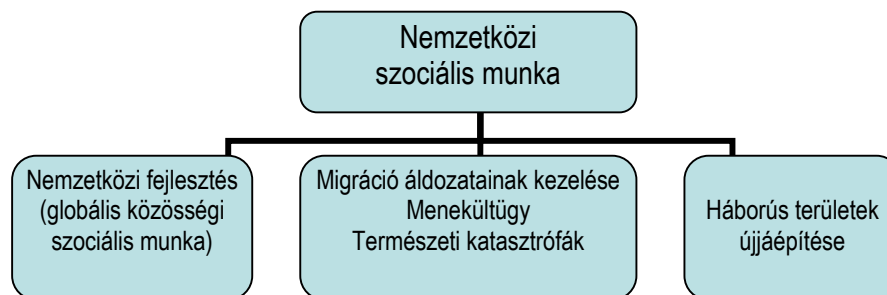 Nemzetközi
szociális munka
Nemzetközi fejlesztés
(globális közösségi
szociális munka)
Migráció áldozatainak kezelése
Menekültügy
Természeti katasztrófák
Háborús területek
újjáépítése